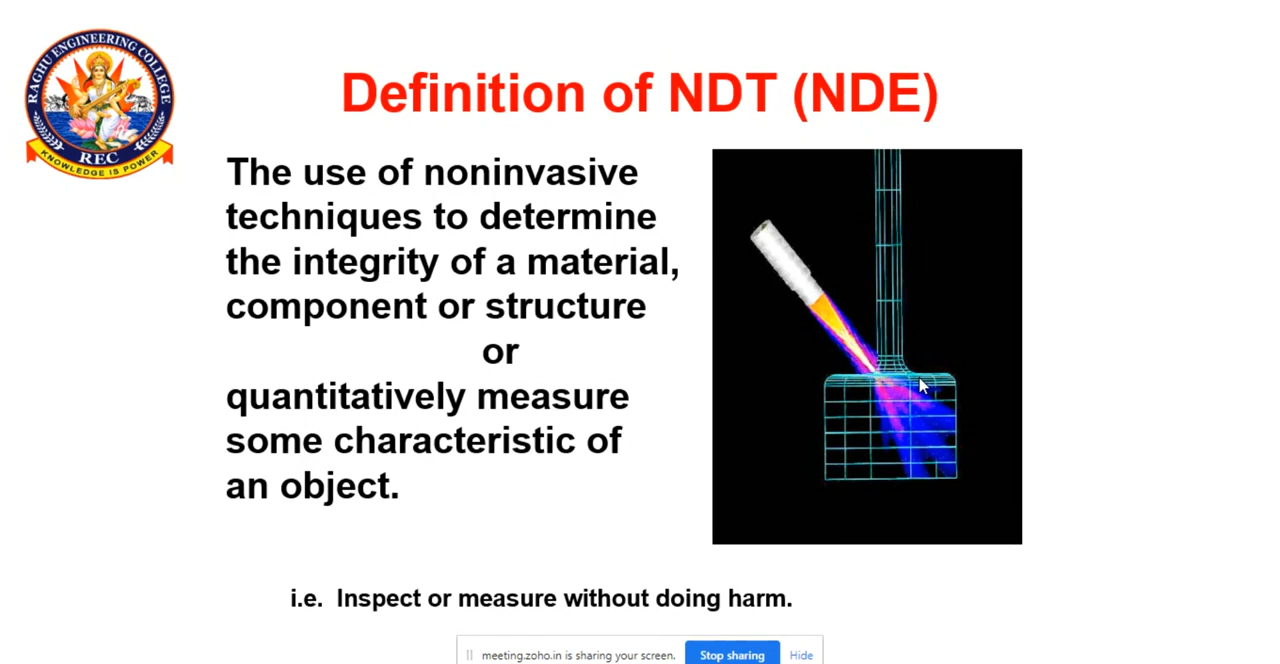 RAGHU ENGINEERING COLLEGE
REC
KNOWLEDGE IS POWER
Definition of NDT (NDE)
The use of noninvasive
techniques to determine
the integrity of a material,
component or structure
or
quantitatively measure
some characteristic of
an object.
i.e. Inspect or measure without doing harm.
meeting.zoho.in is sharing your screen. Stop sharing Hide